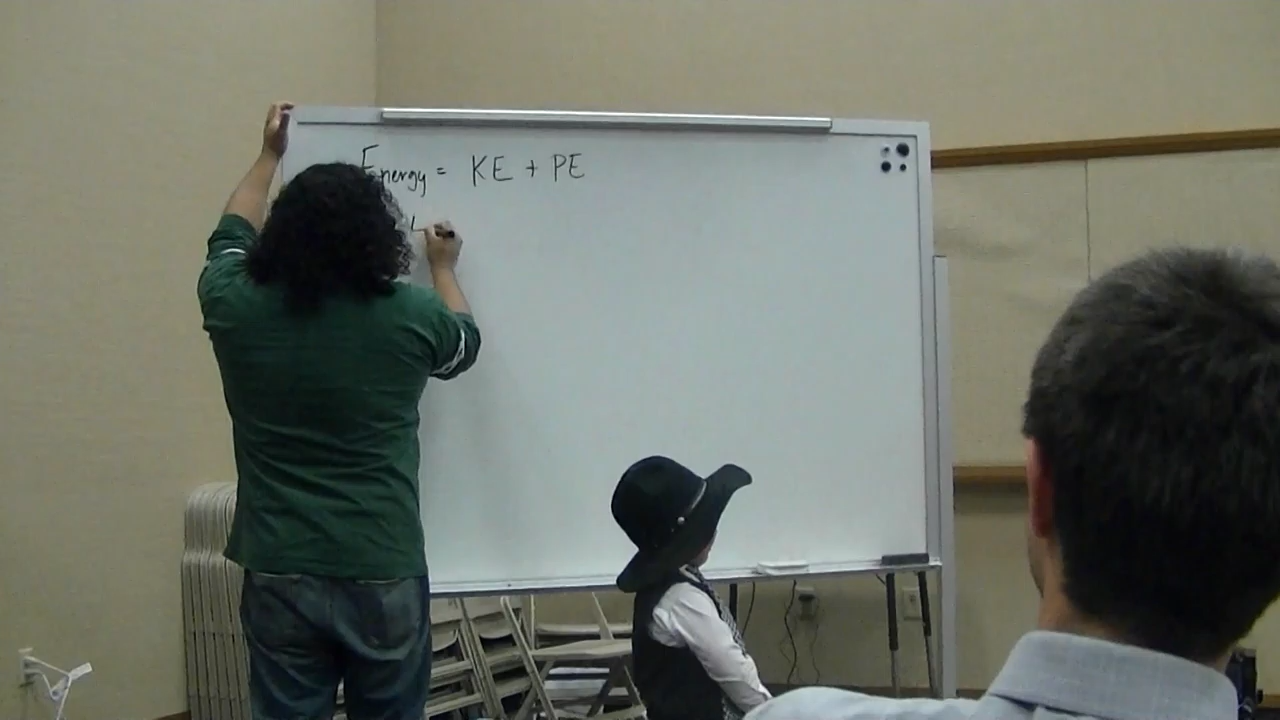 Energy = KE + PE